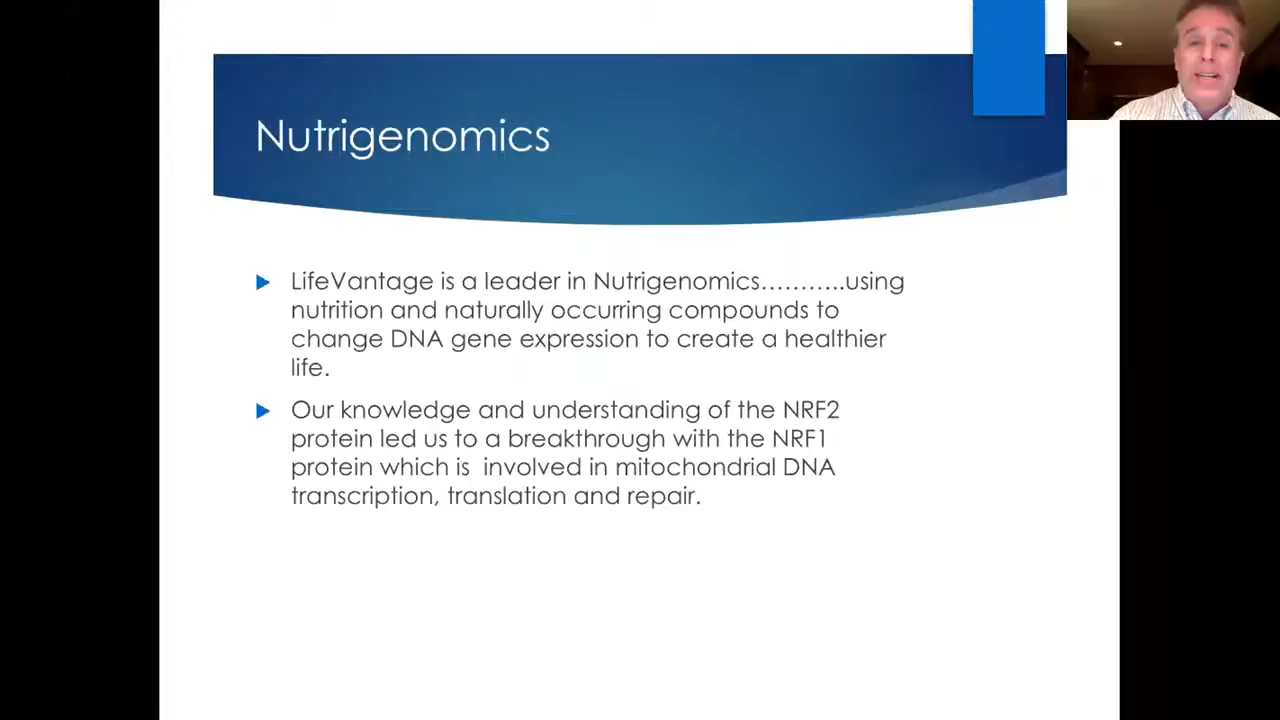 Nutrigenomics
LifeVantage is a leader in Nutrigenomics………..using
nutrition and naturally occurring compounds to
change DNA gene expression to create a healthier
life.
Our knowledge and understanding of the NRF2
protein led us to a breakthrough with the NRF1
protein which is  involved in mitochondrial DNA
transcription, translation and repair.